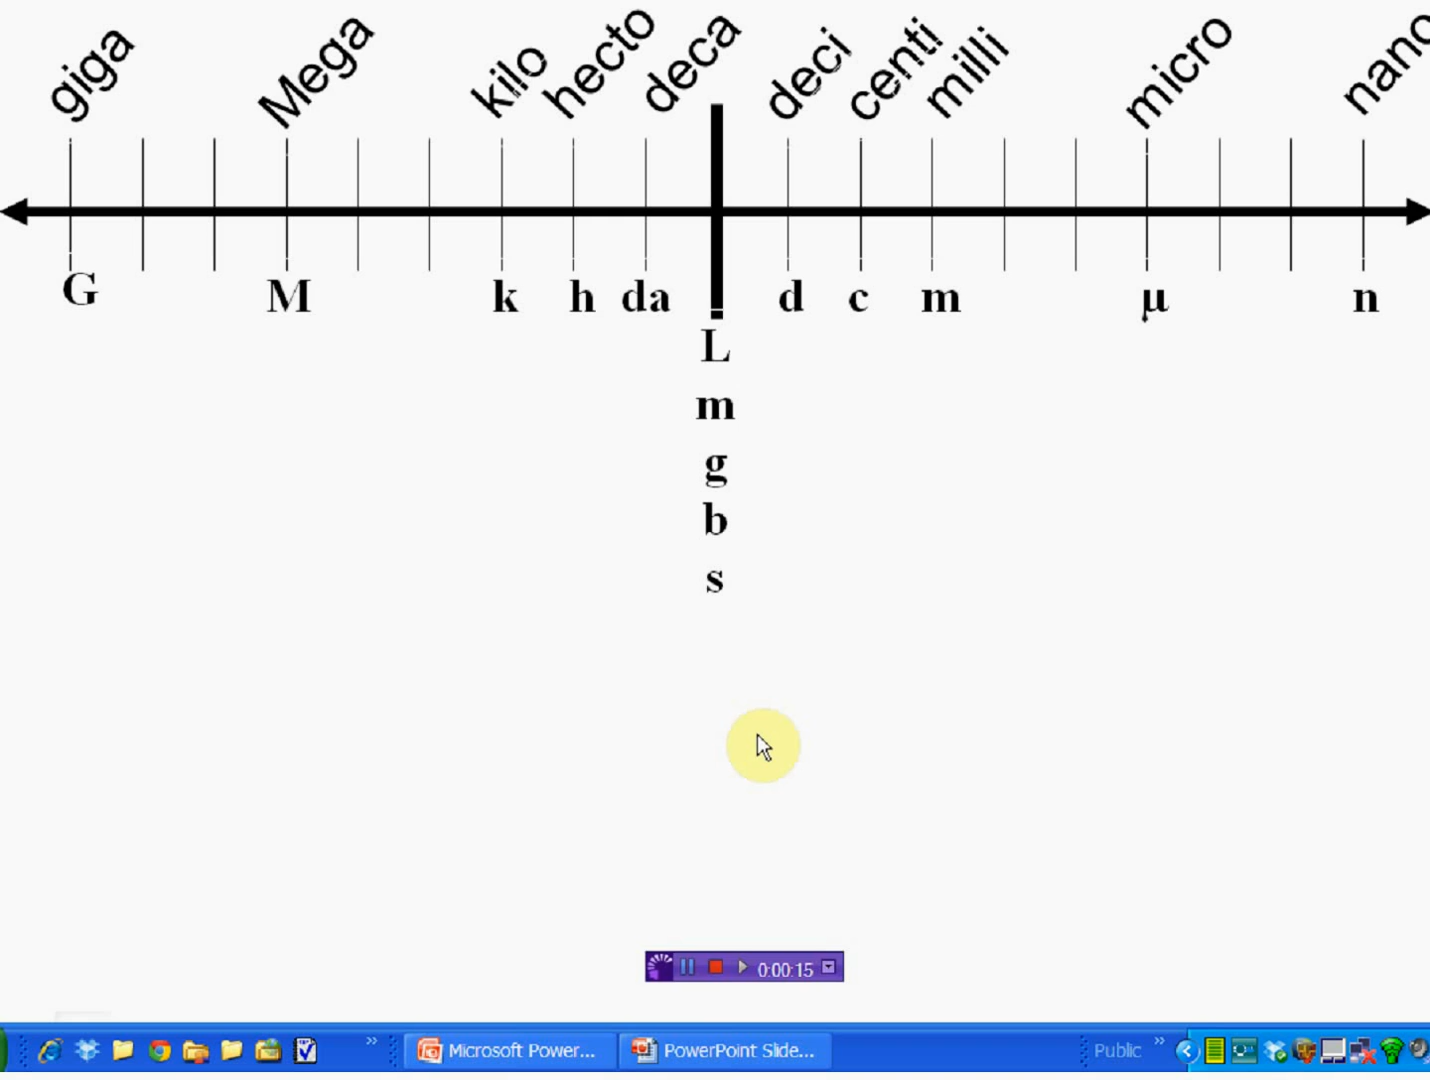 giga Mega kilo hecto deca deci centi milli micro nano
G M k h da d c m μ n
L
m
g
b
s
0:00:15
Microsoft Power... PowerPoint Slide... Public